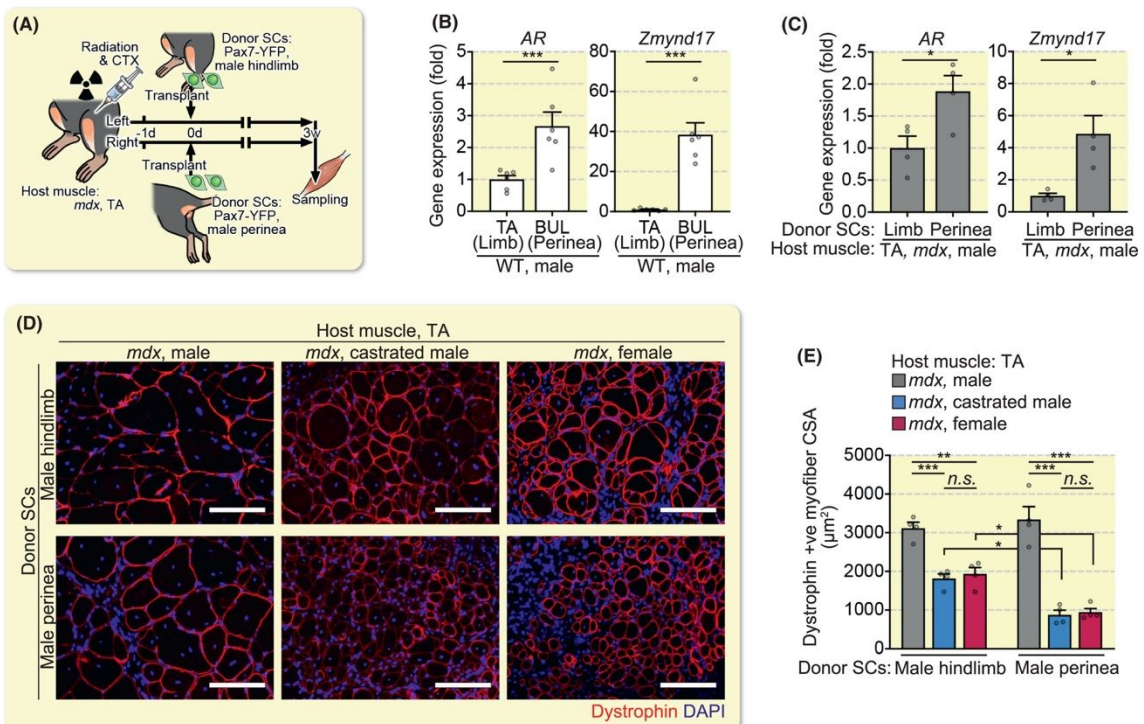 (A)
Radiation
& CTX
Donor SCs:
Pax7-YFP,
male hindlimb
Transplant
Left
-1d
0d
3w
Right
Transplant
Host muscle:
mdx, TA
Donor SCs:
Pax7-YFP,
male perinea
Sampling
(B)
AR
Zmynd17
Gene expression (fold)
***
5
4
3
2
1
0
***
80
60
40
20
0
TA
(Limb)
BUL
(Perinea)
TA
(Limb)
BUL
(Perinea)
WT, male
WT, male
(C)
AR
Zmynd17
Gene expression (fold)
*
2.5
2.0
1.5
1.0
0.5
0.0
*
10
8
6
4
2
0
Donor SCs: Limb Perinea Limb Perinea
Host muscle: TA, mdx, male TA, mdx, male
(D)
Host muscle, TA
mdx, male
mdx, castrated male
mdx, female
Donor SCs
Male hindlimb
Male perinea
Dystrophin DAPI
(E)
Host muscle: TA
mdx, male
mdx, castrated male
mdx, female
Dystrophin +ve myofiber CSA
(µm²)
5000
4000
3000
2000
1000
0
**
***
n.s.
***
***
n.s.
*
*
Donor SCs: Male hindlimb Male perinea